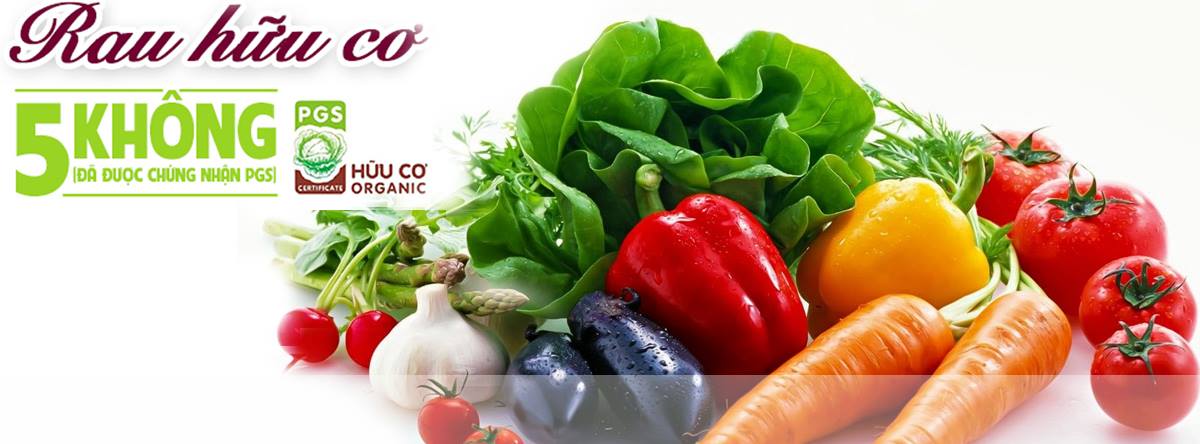 Rau hữu cơ
5 KHÔNG
(ĐÃ ĐƯỢC CHỨNG NHẬN PGS)
PGS
HỮU CƠ
CERTIFICATE ORGANIC